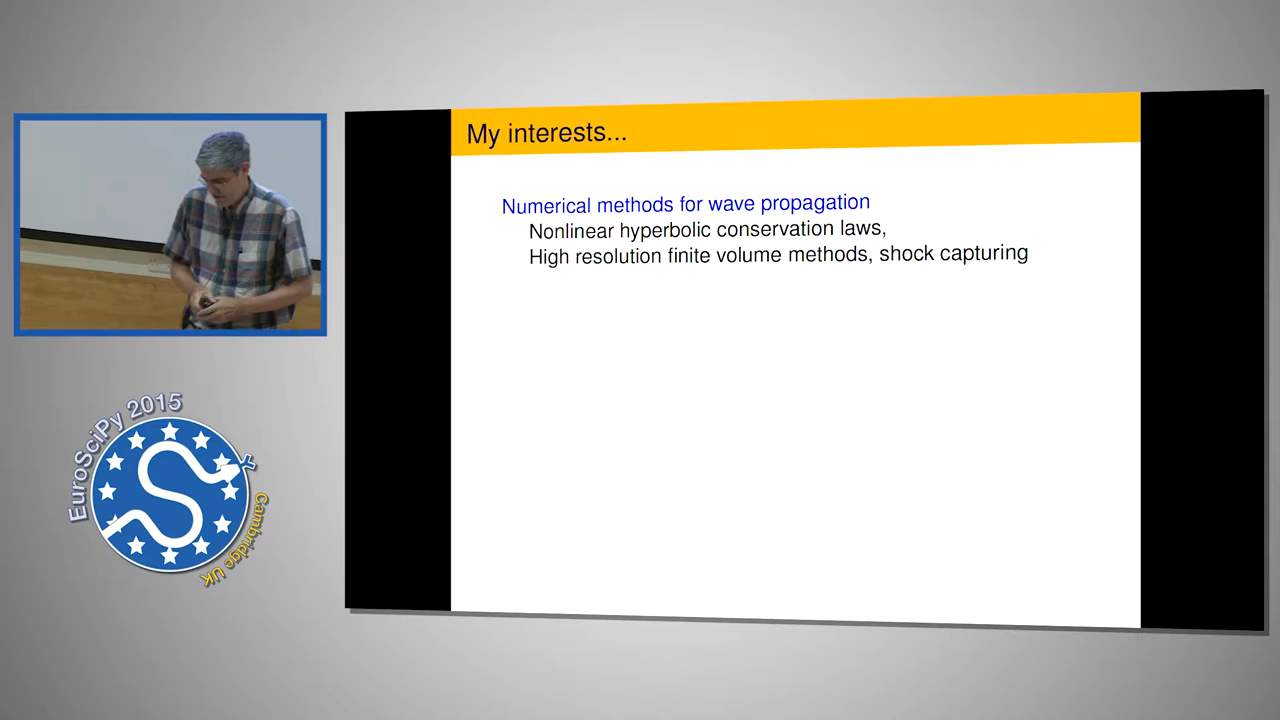 My interests...
Numerical methods for wave propagation
Nonlinear hyperbolic conservation laws,
High resolution finite volume methods, shock capturing
EuroSciPy 2015
Cambridge UK